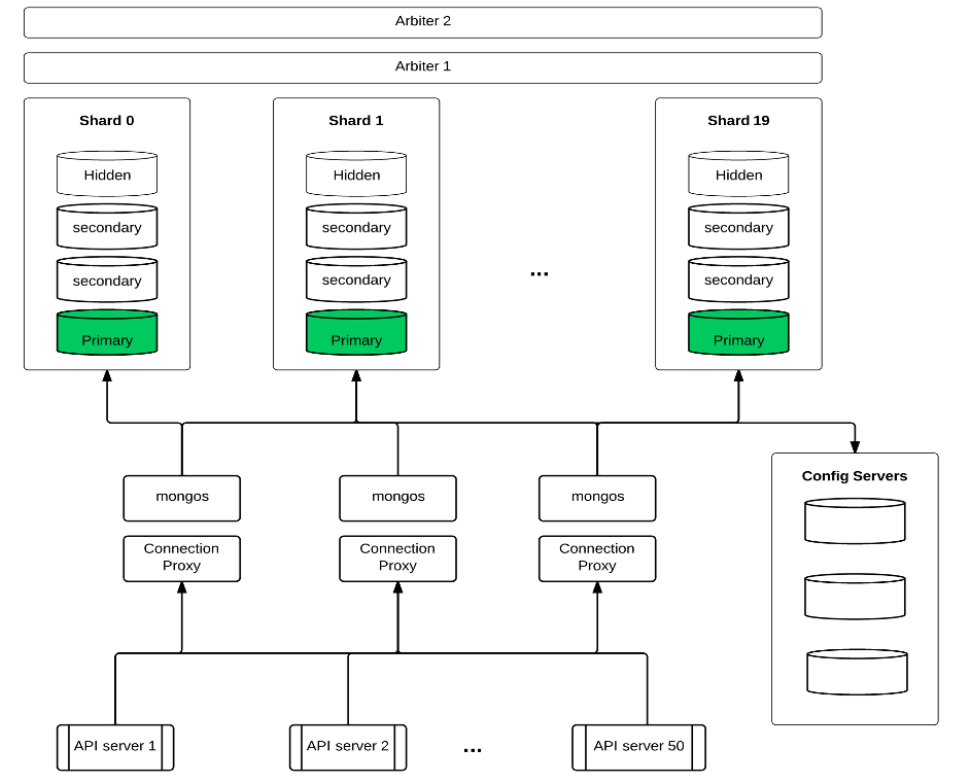 Arbiter 2
Arbiter 1
Shard 0
Shard 1
Shard 19
Hidden
Hidden
Hidden
secondary
secondary
secondary
secondary
secondary
...
secondary
Primary
Primary
Primary
mongos
mongos
mongos
Config Servers
Connection
Proxy
Connection
Proxy
Connection
Proxy
API server 1
API server 2
...
API server 50